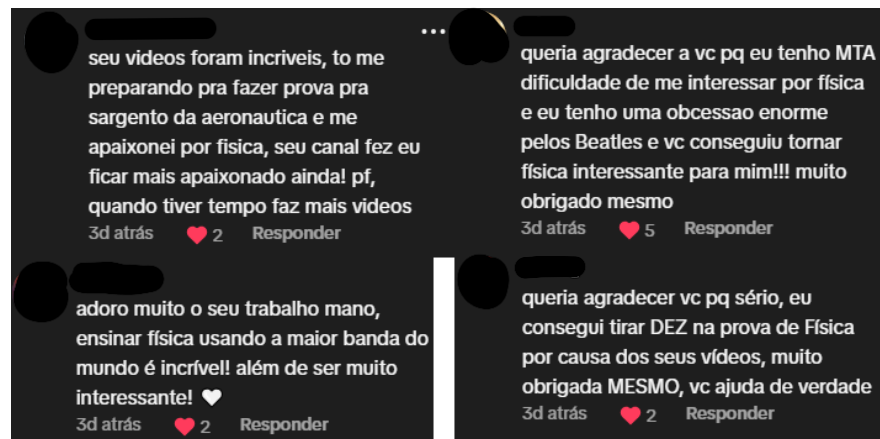 seu videos foram incriveis, to me
preparando pra fazer prova pra
sargento da aeronautica e me
apaixonei por fisica, seu canal fez eu
ficar mais apaixonado ainda! pf,
quando tiver tempo faz mais videos
3d atrás 2 Responder
queria agradecer a vc pq eu tenho MTA
dificuldade de me interessar por física
e eu tenho uma obcessao enorme
pelos Beatles e vc conseguiu tornar
física interessante para mim!!! muito
obrigado mesmo
3d atrás 5 Responder
adoro muito o seu trabalho mano,
ensinar física usando a maior banda do
mundo é incrível! além de ser muito
interessante! 🤍
3d atrás 2 Responder
queria agradecer vc pq sério, eu
consegui tirar DEZ na prova de Física
por causa dos seus vídeos, muito
obrigada MESMO, vc ajuda de verdade
3d atrás 2 Responder